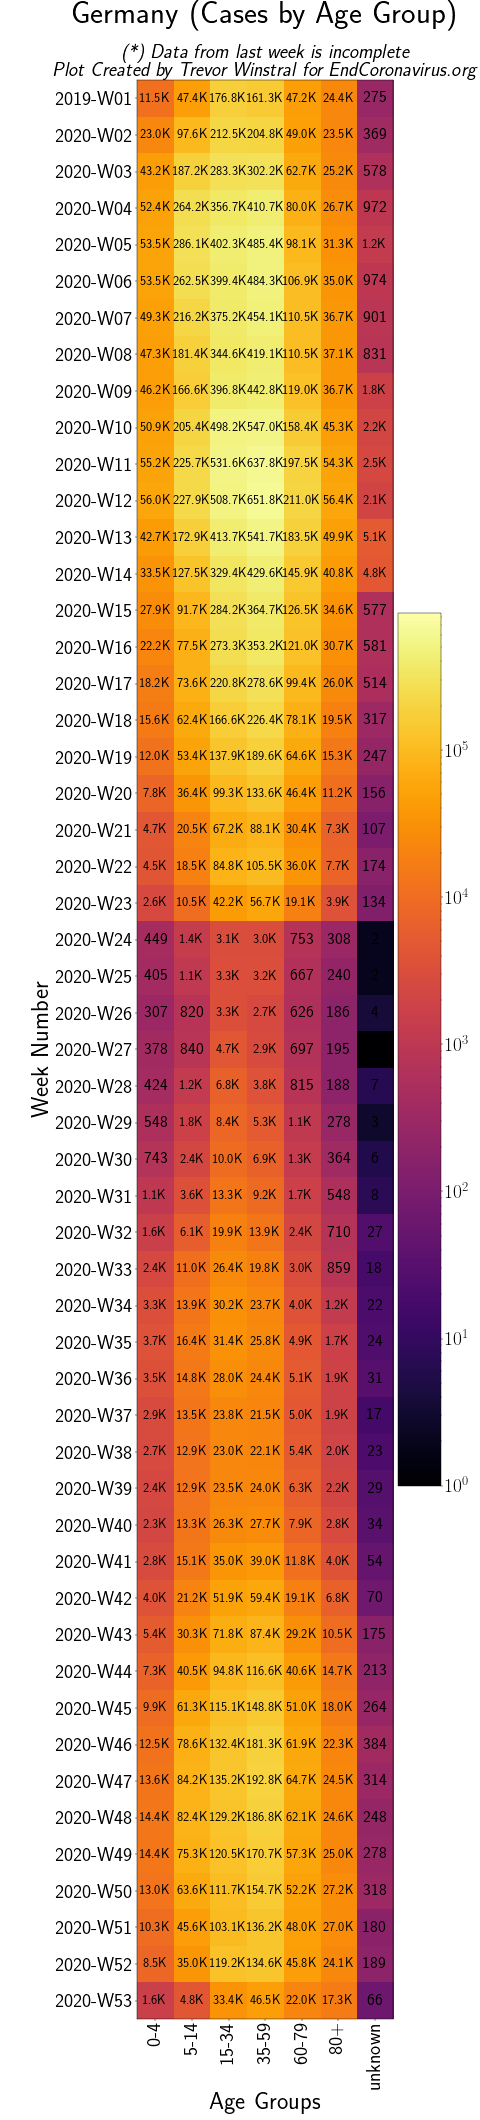 Germany (Cases by Age Group)
(*) Data from last week is incomplete
Plot Created by Trevor Winstral for EndCoronavirus.org
2019-W01 11.5K 47.4K 176.8K 161.3K 47.2K 24.4K 275
2020-W02 23.0K 97.6K 212.5K 204.8K 49.0K 23.5K 369
2020-W03 43.2K 187.2K 283.3K 302.2K 62.7K 25.2K 578
2020-W04 52.4K 264.2K 356.7K 410.7K 80.0K 26.7K 972
2020-W05 53.5K 286.1K 402.3K 485.4K 98.1K 31.3K 1.2K
2020-W06 53.5K 262.5K 399.4K 484.3K 106.9K 35.0K 974
2020-W07 49.3K 216.2K 375.2K 454.1K 110.5K 36.7K 901
2020-W08 47.3K 181.4K 344.6K 419.1K 110.5K 37.1K 831
2020-W09 46.2K 166.6K 396.8K 442.8K 119.0K 36.7K 1.8K
2020-W10 50.9K 205.4K 498.2K 547.0K 158.4K 45.3K 2.2K
2020-W11 55.2K 225.7K 531.6K 637.8K 197.5K 54.3K 2.5K
2020-W12 56.0K 227.9K 508.7K 651.8K 211.0K 56.4K 2.1K
2020-W13 42.7K 172.9K 413.7K 541.7K 183.5K 49.9K 5.1K
2020-W14 33.5K 127.5K 329.4K 429.6K 145.9K 40.8K 4.8K
2020-W15 27.9K 91.7K 284.2K 364.7K 126.5K 34.6K 577
2020-W16 22.2K 77.5K 273.3K 353.2K 121.0K 30.7K 581
2020-W17 18.2K 73.6K 220.8K 278.6K 99.4K 26.0K 514
2020-W18 15.6K 62.4K 166.6K 226.4K 78.1K 19.5K 317
2020-W19 12.0K 53.4K 137.9K 189.6K 64.6K 15.3K 247
2020-W20 7.8K 36.4K 99.3K 133.6K 46.4K 11.2K 156
2020-W21 4.7K 20.5K 67.2K 88.1K 30.4K 7.3K 107
2020-W22 4.5K 18.5K 84.8K 105.5K 36.0K 7.7K 174
2020-W23 2.6K 10.5K 42.2K 56.7K 19.1K 3.9K 134
2020-W24 449 1.4K 3.1K 3.0K 753 308 2
2020-W25 405 1.1K 3.3K 3.2K 667 240 2
2020-W26 307 820 3.3K 2.7K 626 186 4
2020-W27 378 840 4.7K 2.9K 697 195
2020-W28 424 1.2K 6.8K 3.8K 815 188 7
2020-W29 548 1.8K 8.4K 5.3K 1.1K 278 3
2020-W30 743 2.4K 10.0K 6.9K 1.3K 364 6
2020-W31 1.1K 3.6K 13.3K 9.2K 1.7K 548 8
2020-W32 1.6K 6.1K 19.9K 13.9K 2.4K 710 27
2020-W33 2.4K 11.0K 26.4K 19.8K 3.0K 859 18
2020-W34 3.3K 13.9K 30.2K 23.7K 4.0K 1.2K 22
2020-W35 3.7K 16.4K 31.4K 25.8K 4.9K 1.7K 24
2020-W36 3.5K 14.8K 28.0K 24.4K 5.1K 1.9K 31
2020-W37 2.9K 13.5K 23.8K 21.5K 5.0K 1.9K 17
2020-W38 2.7K 12.9K 23.0K 22.1K 5.4K 2.0K 23
2020-W39 2.4K 12.9K 23.5K 24.0K 6.3K 2.2K 29
2020-W40 2.3K 13.3K 26.3K 27.7K 7.9K 2.8K 34
2020-W41 2.8K 15.1K 35.0K 39.0K 11.8K 4.0K 54
2020-W42 4.0K 21.2K 51.9K 59.4K 19.1K 6.8K 70
2020-W43 5.4K 30.3K 71.8K 87.4K 29.2K 10.5K 175
2020-W44 7.3K 40.5K 94.8K 116.6K 40.6K 14.7K 213
2020-W45 9.9K 61.3K 115.1K 148.8K 51.0K 18.0K 264
2020-W46 12.5K 78.6K 132.4K 181.3K 61.9K 22.3K 384
2020-W47 13.6K 84.2K 135.2K 192.8K 64.7K 24.5K 314
2020-W48 14.4K 82.4K 129.2K 186.8K 62.1K 24.6K 248
2020-W49 14.4K 75.3K 120.5K 170.7K 57.3K 25.0K 278
2020-W50 13.0K 63.6K 111.7K 154.7K 52.2K 27.2K 318
2020-W51 10.3K 45.6K 103.1K 136.2K 48.0K 27.0K 180
2020-W52 8.5K 35.0K 119.2K 134.6K 45.8K 24.1K 189
2020-W53 1.6K 4.8K 33.4K 46.5K 22.0K 17.3K 66
0-4 5-14 15-34 35-59 60-79 80+ unknown
Age Groups
Week Number
10⁵
10⁴
10³
10²
10¹
10⁰